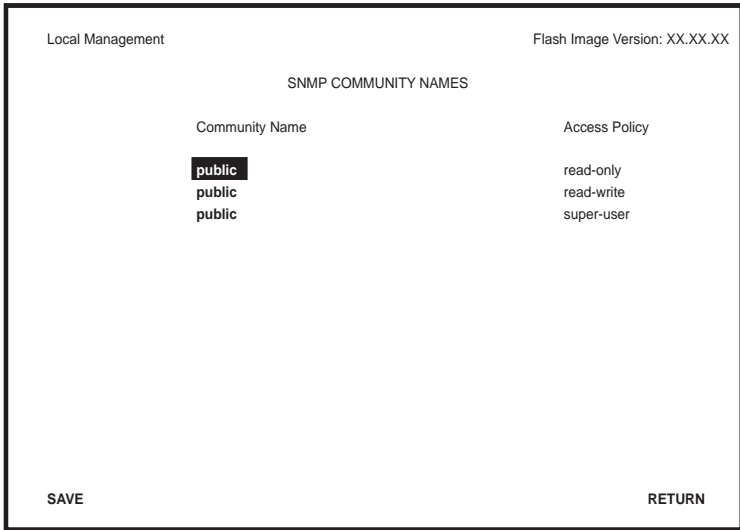 Local Management Flash Image Version: XX.XX.XX
SNMP COMMUNITY NAMES
Community Name Access Policy
public read-only
public read-write
public super-user
SAVE RETURN